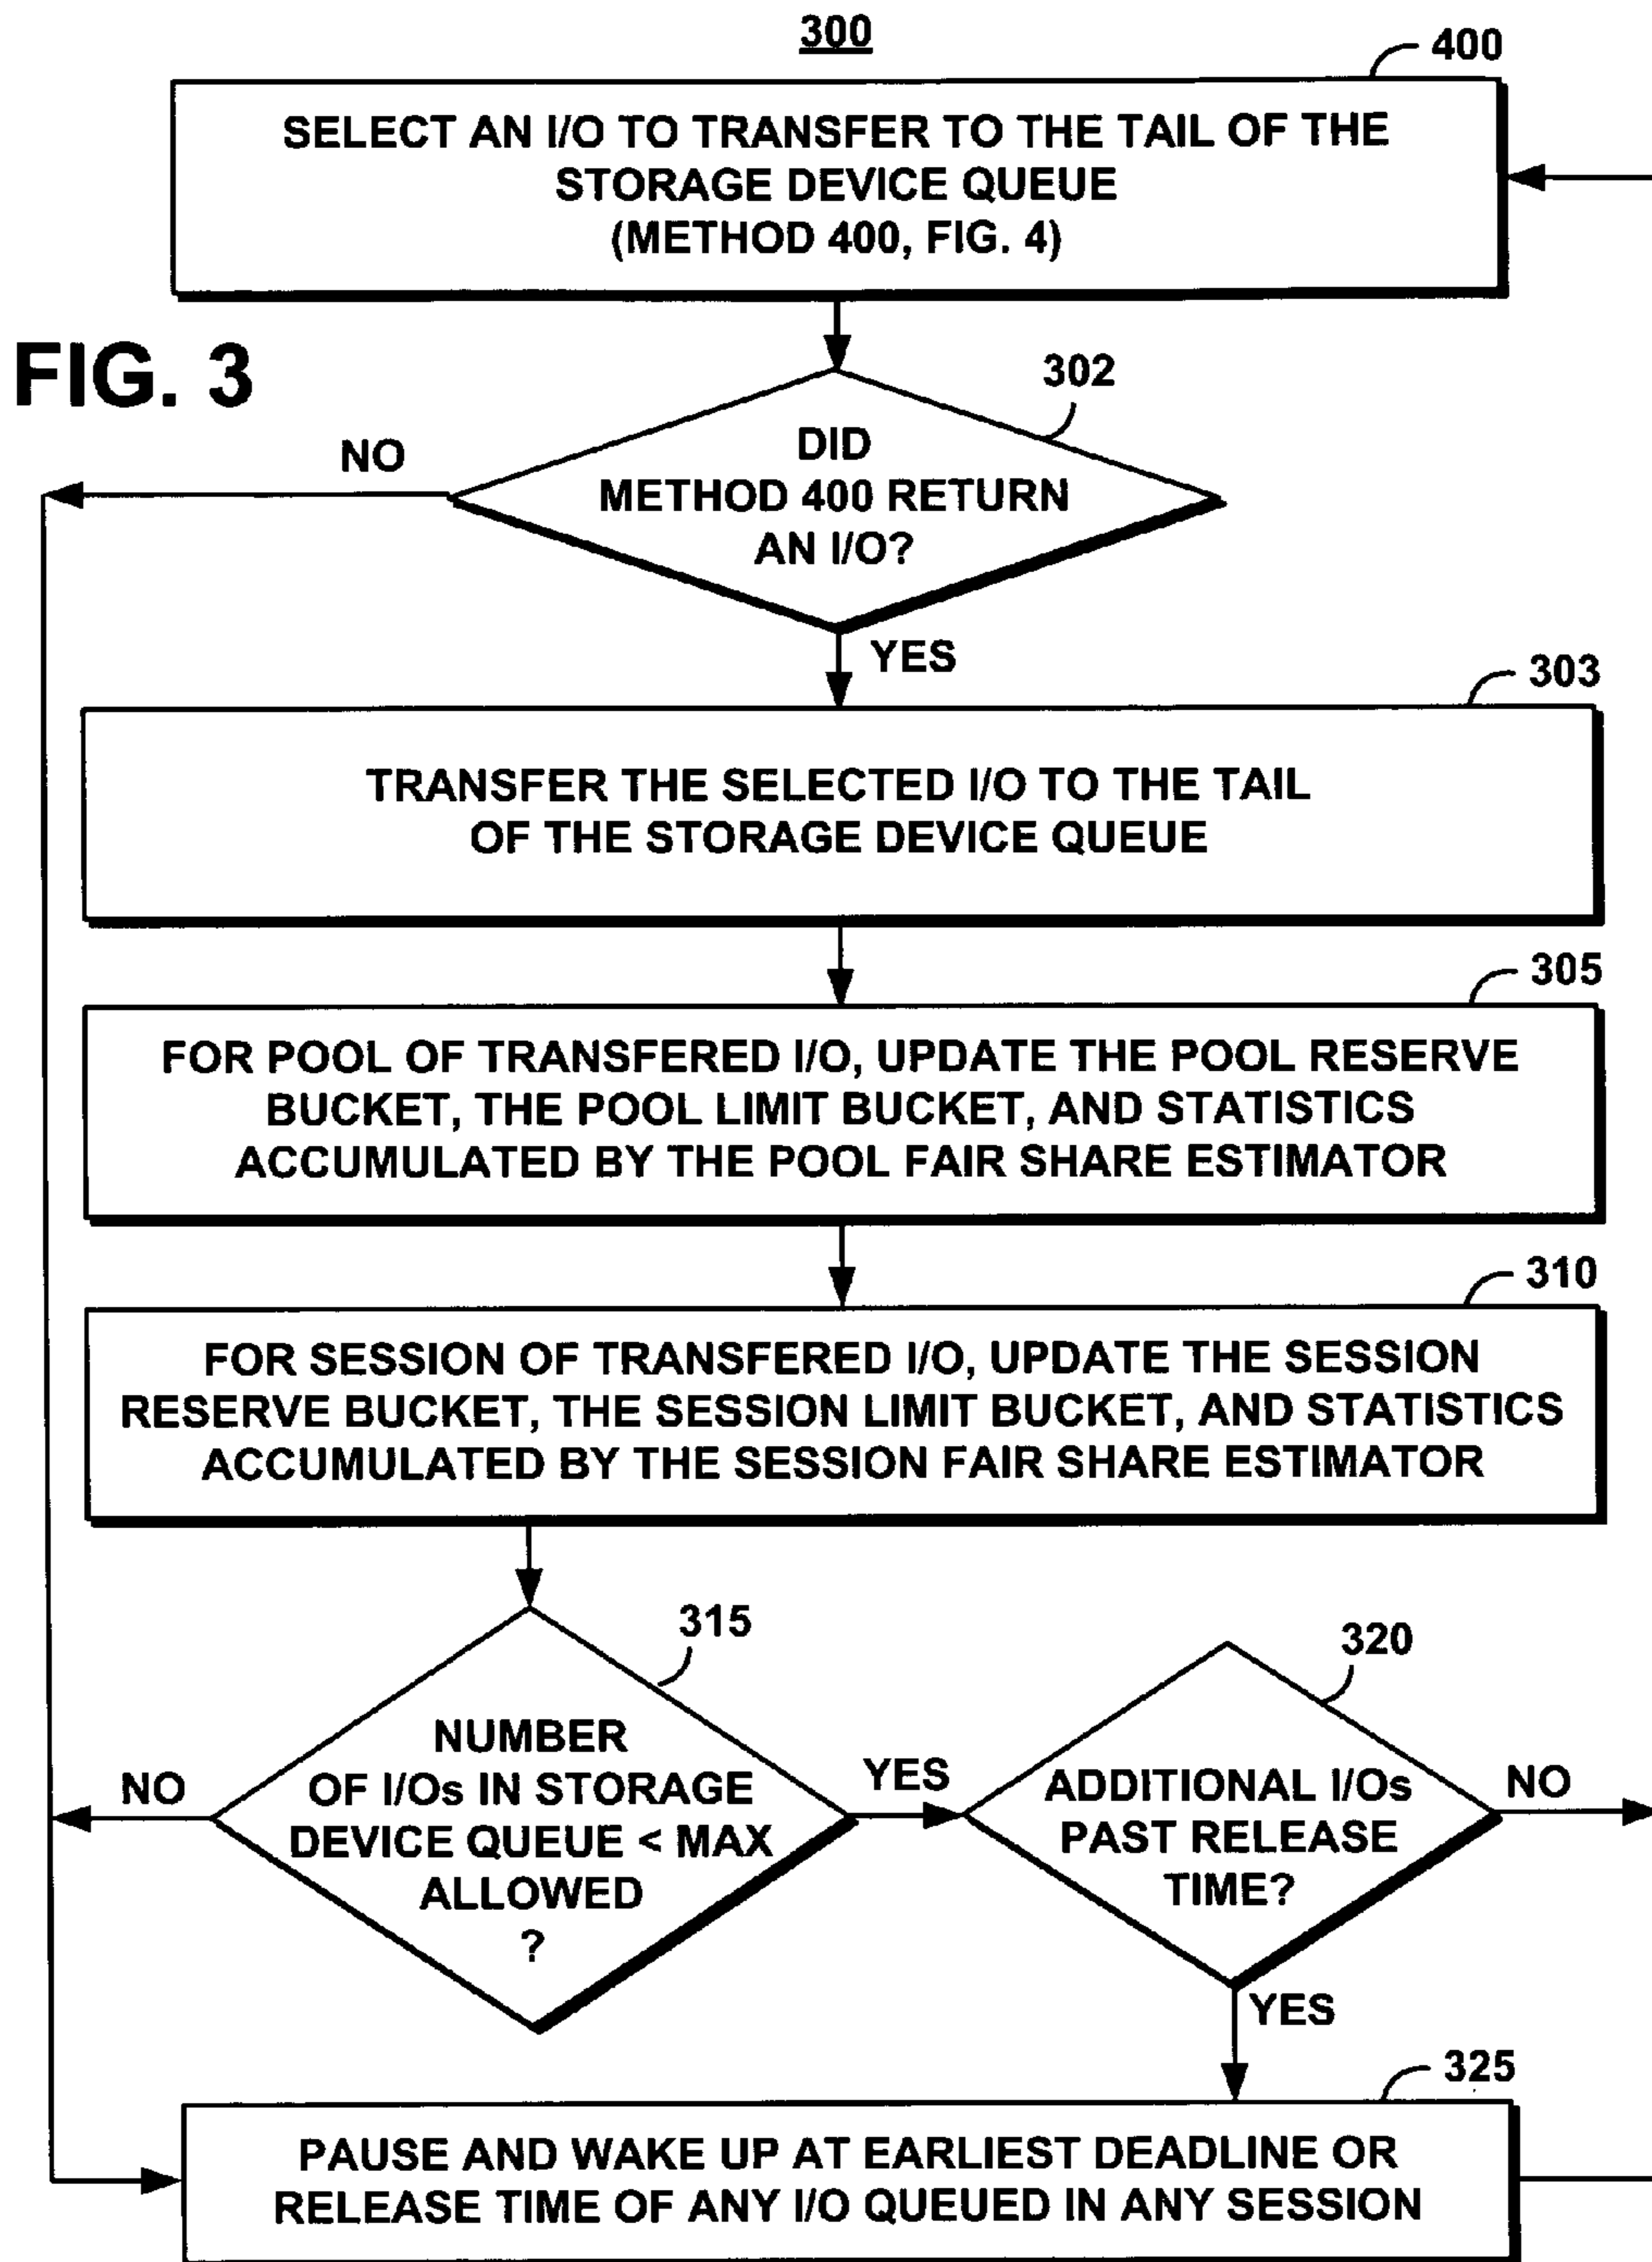 300
400
SELECT AN I/O TO TRANSFER TO THE TAIL OF THE
STORAGE DEVICE QUEUE
(METHOD 400, FIG. 4)
FIG. 3
302
DID
METHOD 400 RETURN
AN I/O?
NO
YES
303
TRANSFER THE SELECTED I/O TO THE TAIL
OF THE STORAGE DEVICE QUEUE
305
FOR POOL OF TRANSFERED I/O, UPDATE THE POOL RESERVE
BUCKET, THE POOL LIMIT BUCKET, AND STATISTICS
ACCUMULATED BY THE POOL FAIR SHARE ESTIMATOR
310
FOR SESSION OF TRANSFERED I/O, UPDATE THE SESSION
RESERVE BUCKET, THE SESSION LIMIT BUCKET, AND STATISTICS
ACCUMULATED BY THE SESSION FAIR SHARE ESTIMATOR
315
NUMBER
OF I/Os IN STORAGE
DEVICE QUEUE < MAX
ALLOWED
?
NO
YES
320
ADDITIONAL I/Os
PAST RELEASE
TIME?
NO
YES
325
PAUSE AND WAKE UP AT EARLIEST DEADLINE OR
RELEASE TIME OF ANY I/O QUEUED IN ANY SESSION